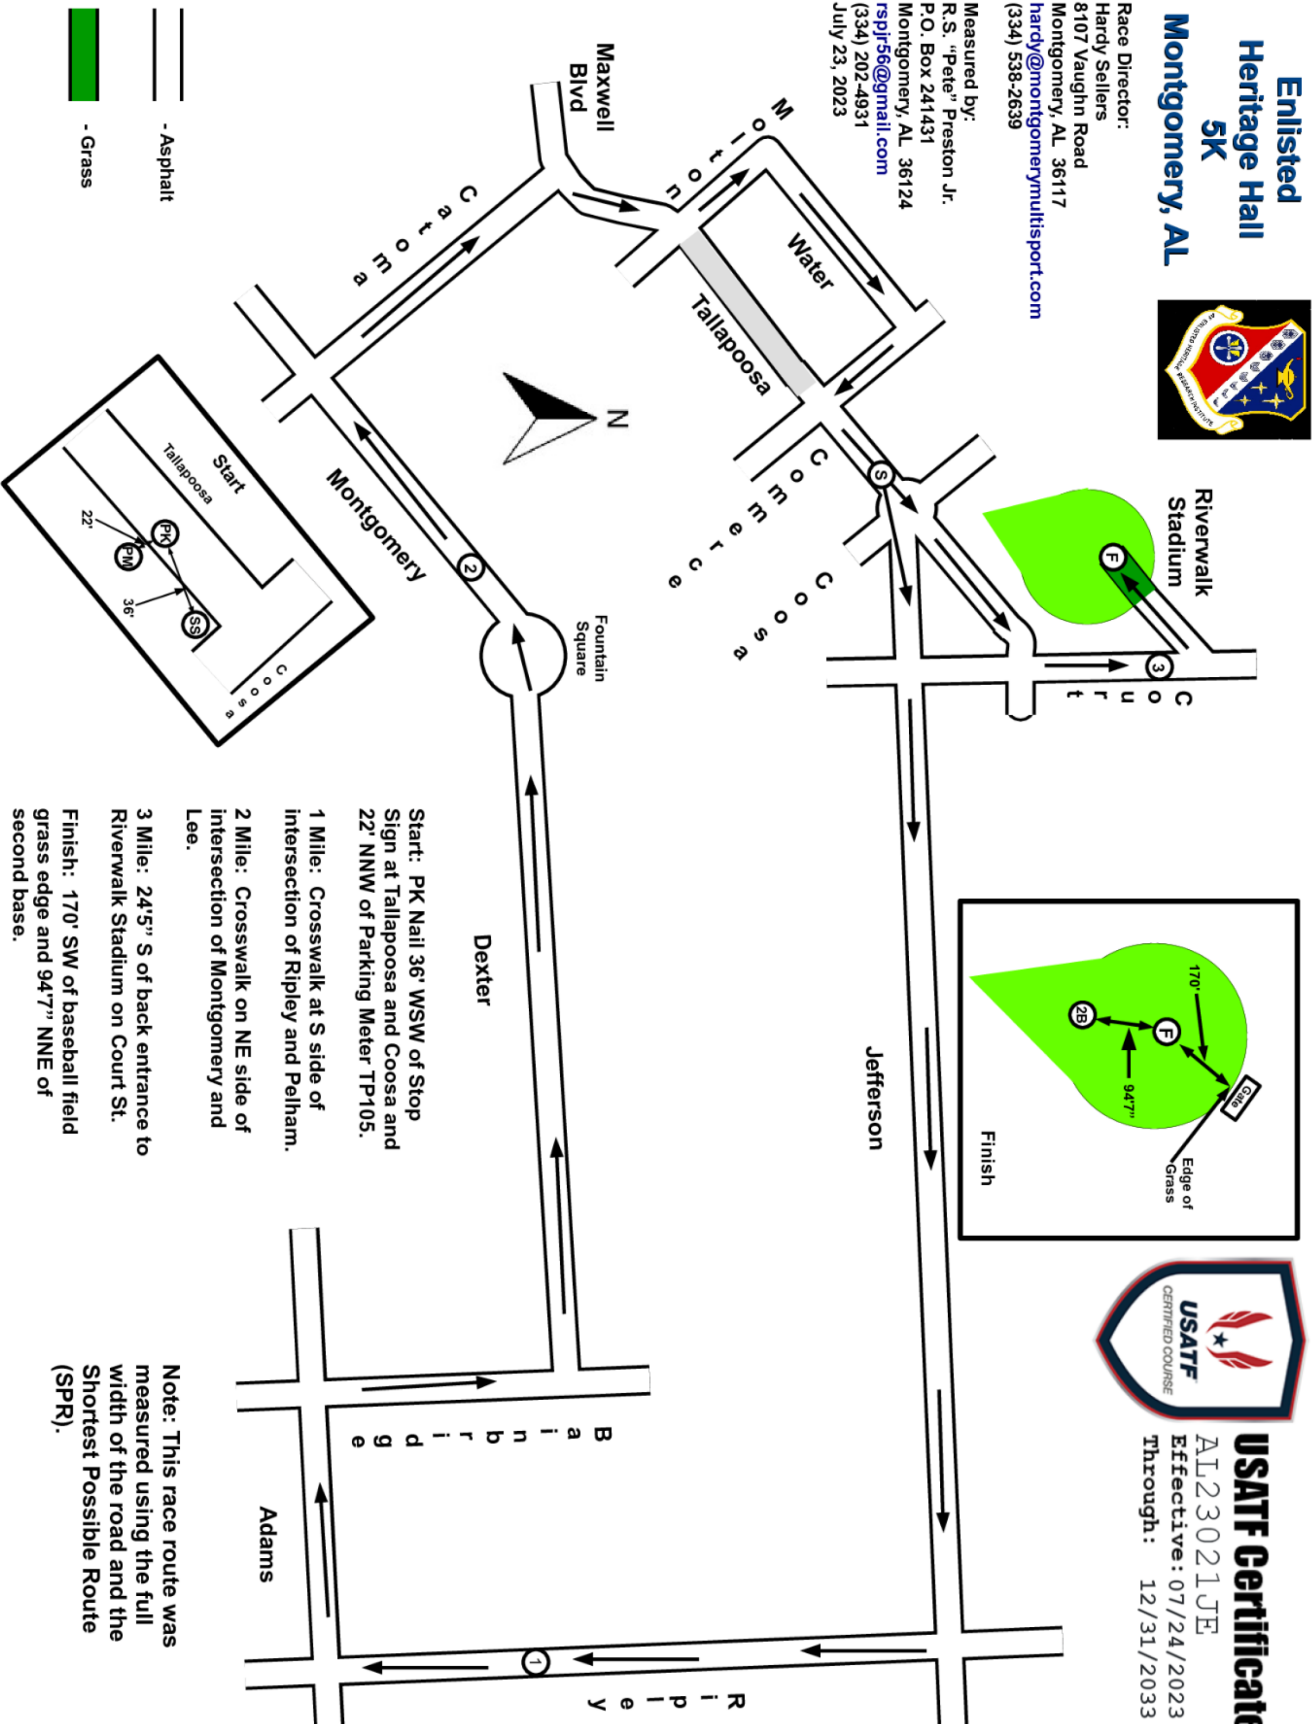 Enlisted
Heritage Hall
5K
Montgomery, AL
Race Director:
Hardy Sellers
8107 Vaughn Road
Montgomery, AL 36117
hardy@montgomerymultisport.com
(334) 538-2639
Measured by:
R.S. "Pete" Preston Jr.
P.O. Box 241431
Montgomery, AL 36124
rspjr56@gmail.com
(334) 202-4931
July 23, 2023
Riverwalk
Stadium
F
3
Court
Molton
Water
Tallapoosa
Commerce
S
Coosa
N
Maxwell
Blvd
Catoma
Montgomery
2
Fountain
Square
Jefferson
Dexter
Bainbridge
Adams
Ripley
1
170'
2B
F
94'7"
Gate
Edge of
Grass
Finish
USATF
CERTIFIED COURSE
USATF Certificate
AL23021JE
Effective: 07/24/2023
Through: 12/31/2033
- Asphalt
- Grass
Start
Tallapoosa
PK
PM
22'
36'
SS
Coosa
Start: PK Nail 36' WSW of Stop
Sign at Tallapoosa and Coosa and
22' NNW of Parking Meter TP105.
1 Mile: Crosswalk at S side of
intersection of Ripley and Pelham.
2 Mile: Crosswalk on NE side of
intersection of Montgomery and
Lee.
3 Mile: 24'5" S of back entrance to
Riverwalk Stadium on Court St.
Finish: 170' SW of baseball field
grass edge and 94'7" NNE of
second base.
Note: This race route was
measured using the full
width of the road and the
Shortest Possible Route
(SPR).